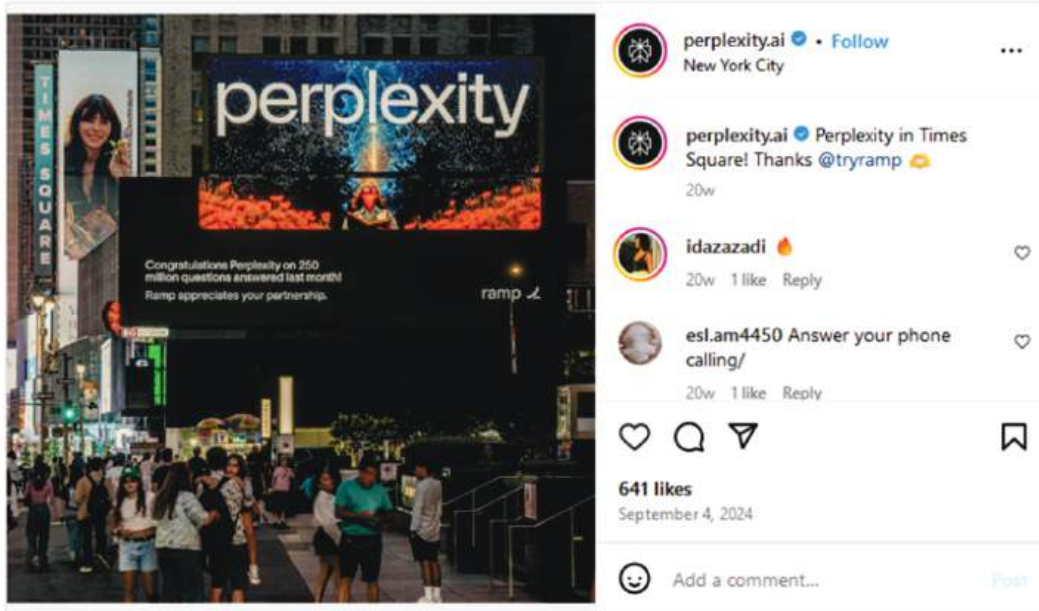 TIMES SQUARE
perplexity
Congratulations Perplexity on 250
million questions answered last month!
Ramp appreciates your partnership.
ramp
perplexity.ai • Follow
New York City
perplexity.ai Perplexity in Times
Square! Thanks @tryramp
20w
idazazadi
20w 1 like Reply
esl.am4450 Answer your phone
calling/
20w 1 like Reply
641 likes
September 4, 2024
Add a comment...
Post